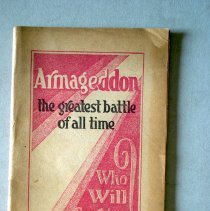 Armageddon
the greatest battle
of all time
Who
Will